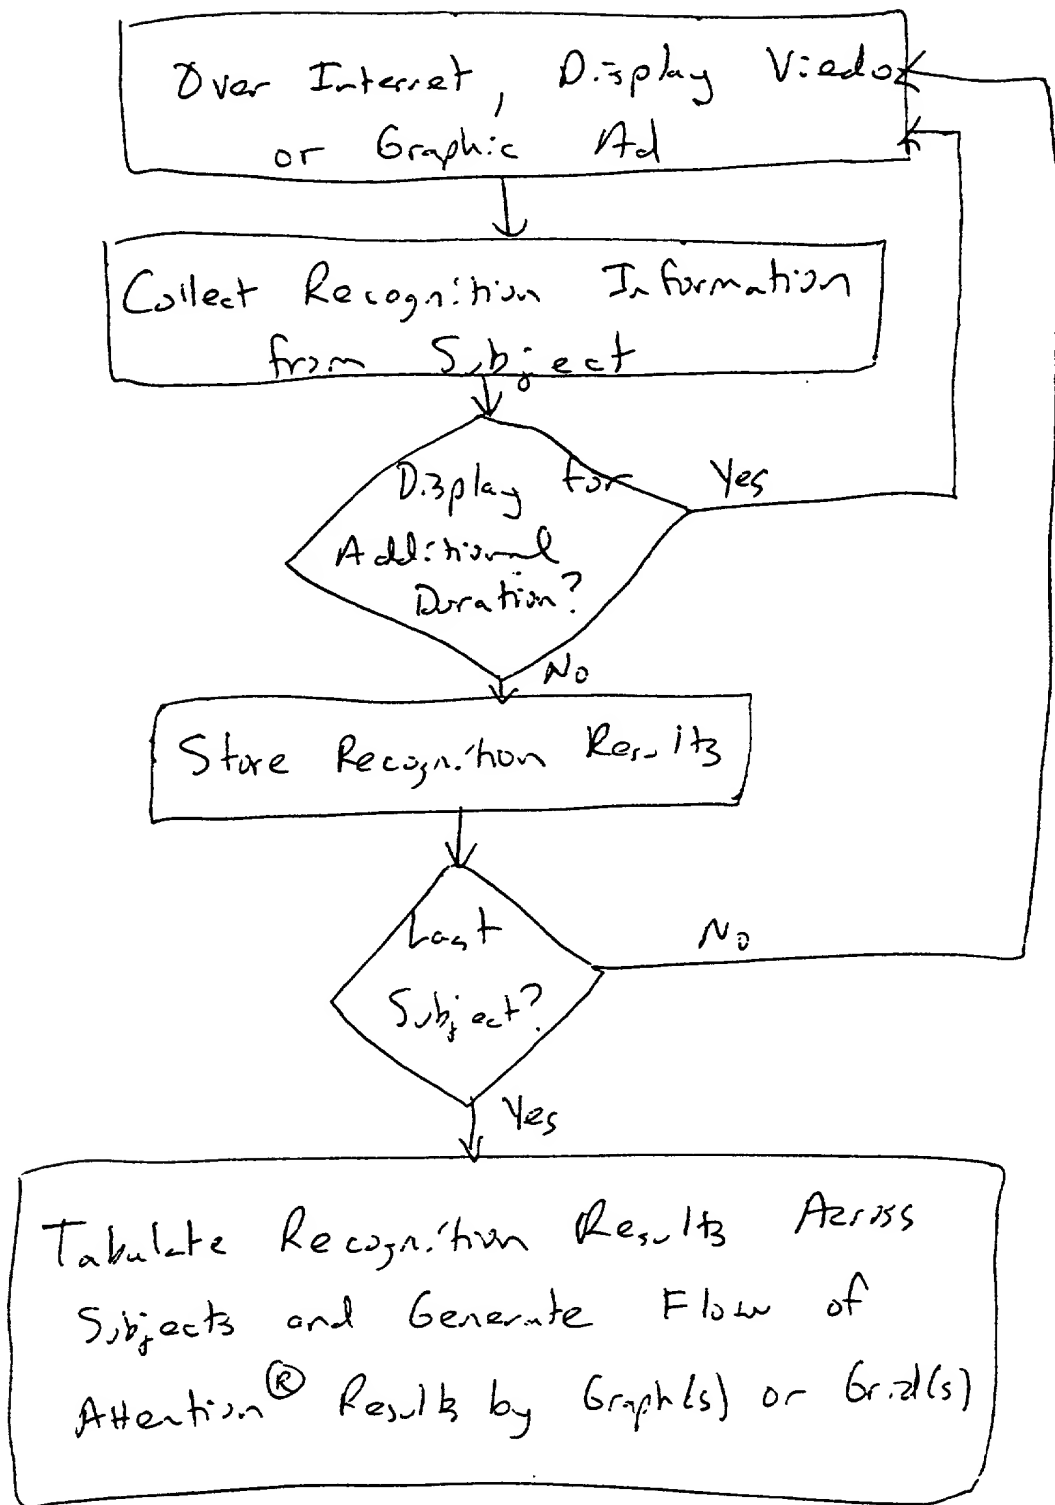 Over Internet, Display Viedo
or Graphic Ad
Collect Recognition Information
from Subject
Display for
Yes
Additional
Duration?
No
Store Recognition Results
Last
No
Subject?
Yes
Tabulate Recognition Results Across
Subjects and Generate Flow of
Attention® Results by Graph(s) or Grid(s)